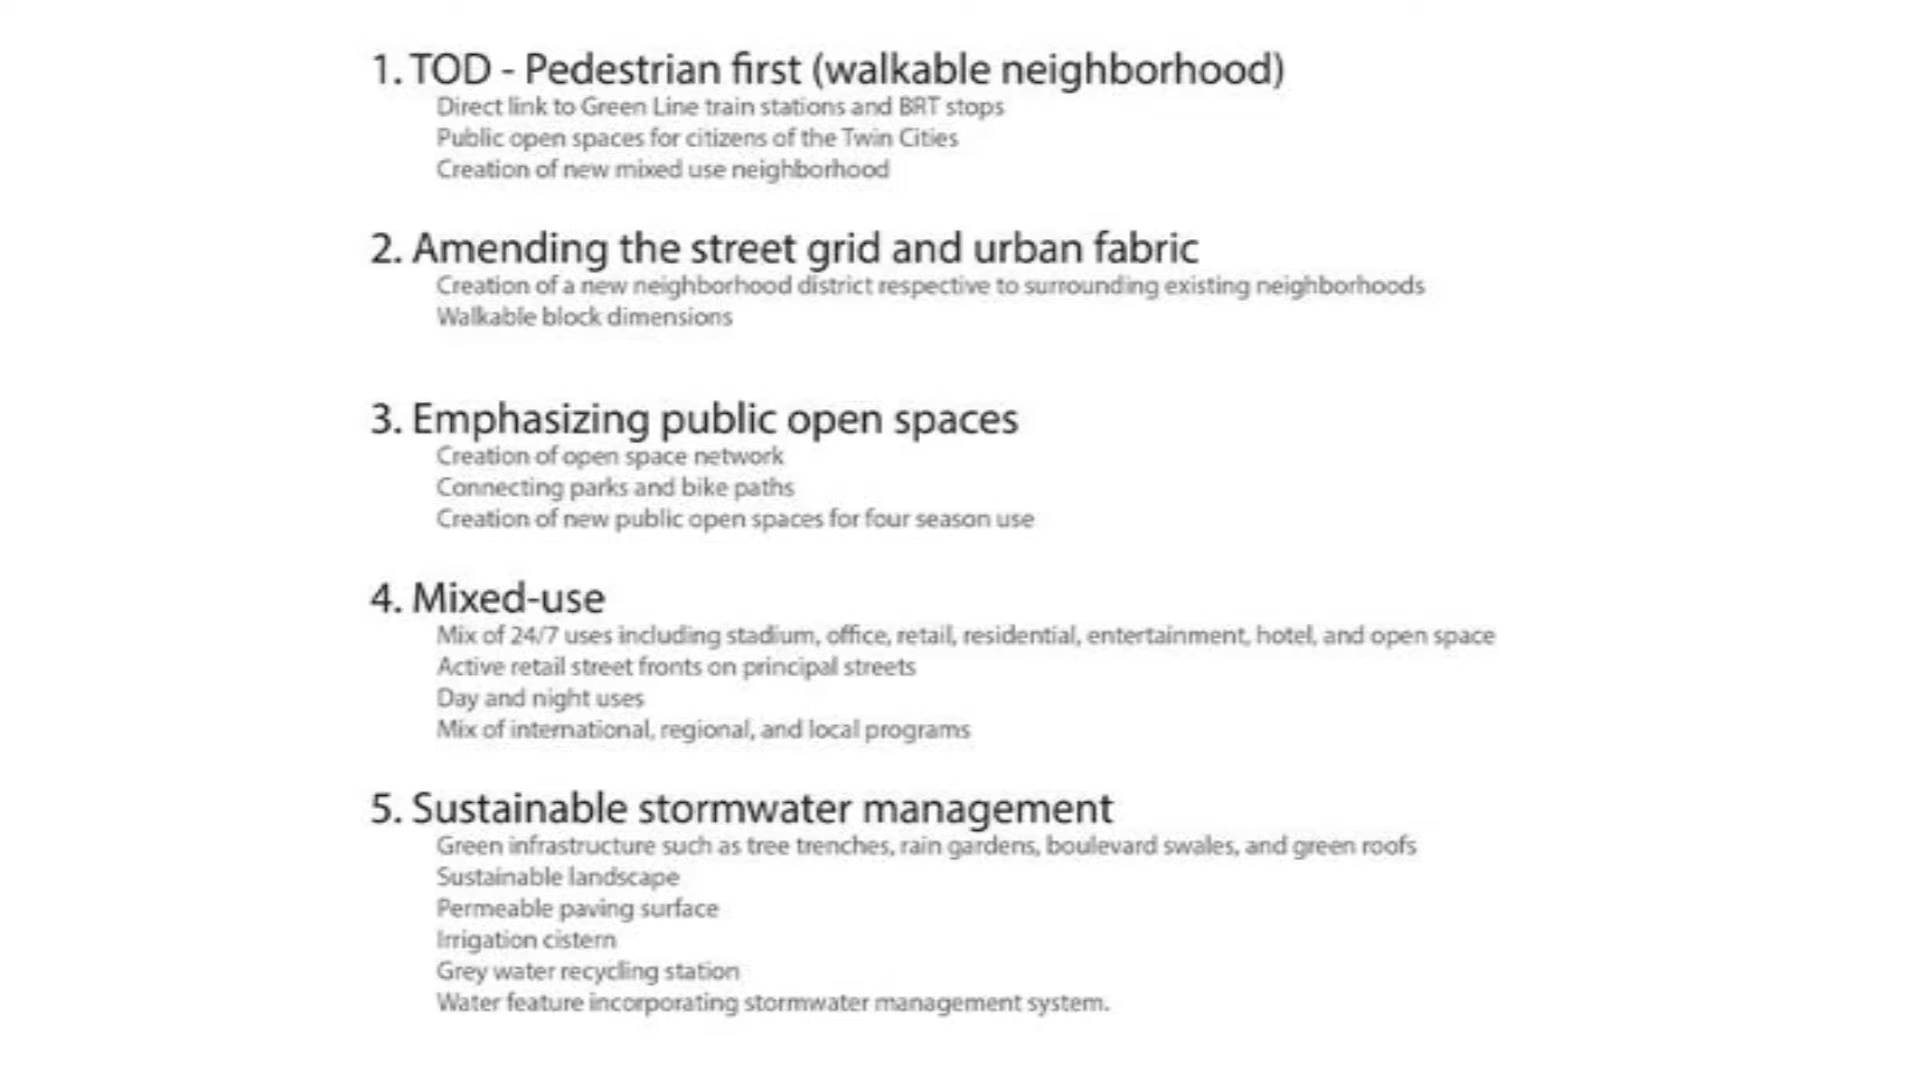 1. TOD - Pedestrian first (walkable neighborhood)
Direct link to Green Line train stations and BRT stops
Public open spaces for citizens of the Twin Cities
Creation of new mixed use neighborhood
2. Amending the street grid and urban fabric
Creation of a new neighborhood district respective to surrounding existing neighborhoods
Walkable block dimensions
3. Emphasizing public open spaces
Creation of open space network
Connecting parks and bike paths
Creation of new public open spaces for four season use
4. Mixed-use
Mix of 24/7 uses including stadium, office, retail, residential, entertainment, hotel, and open space
Active retail street fronts on principal streets
Day and night uses
Mix of international, regional, and local programs
5. Sustainable stormwater management
Green infrastructure such as tree trenches, rain gardens, boulevard swales, and green roofs
Sustainable landscape
Permeable paving surface
Irrigation cistern
Grey water recycling station
Water feature incorporating stormwater management system.